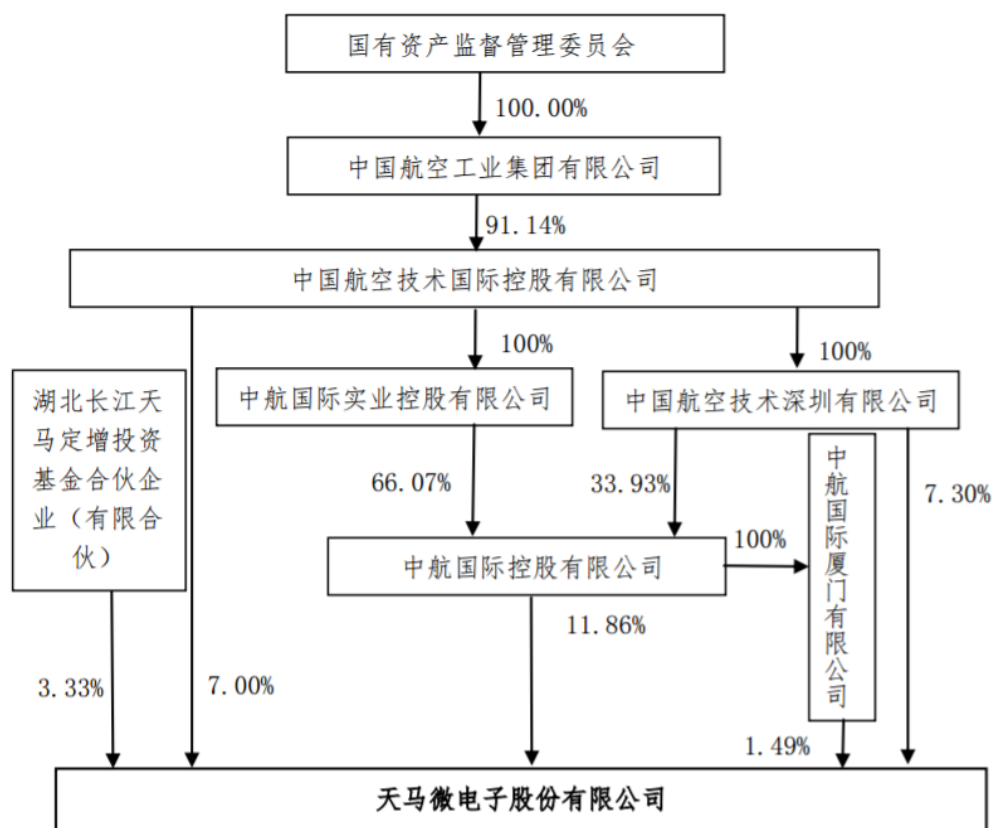 国有资产监督管理委员会
100.00%
中国航空工业集团有限公司
91.14%
中国航空技术国际控股有限公司
100%
100%
湖北长江天
马定增投资
基金合伙企
业（有限合
伙）
中航国际实业控股有限公司
中国航空技术深圳有限公司
66.07%
33.93%
中航国际厦门有限公司
7.30%
中航国际控股有限公司
100%
11.86%
3.33%
7.00%
1.49%
天马微电子股份有限公司